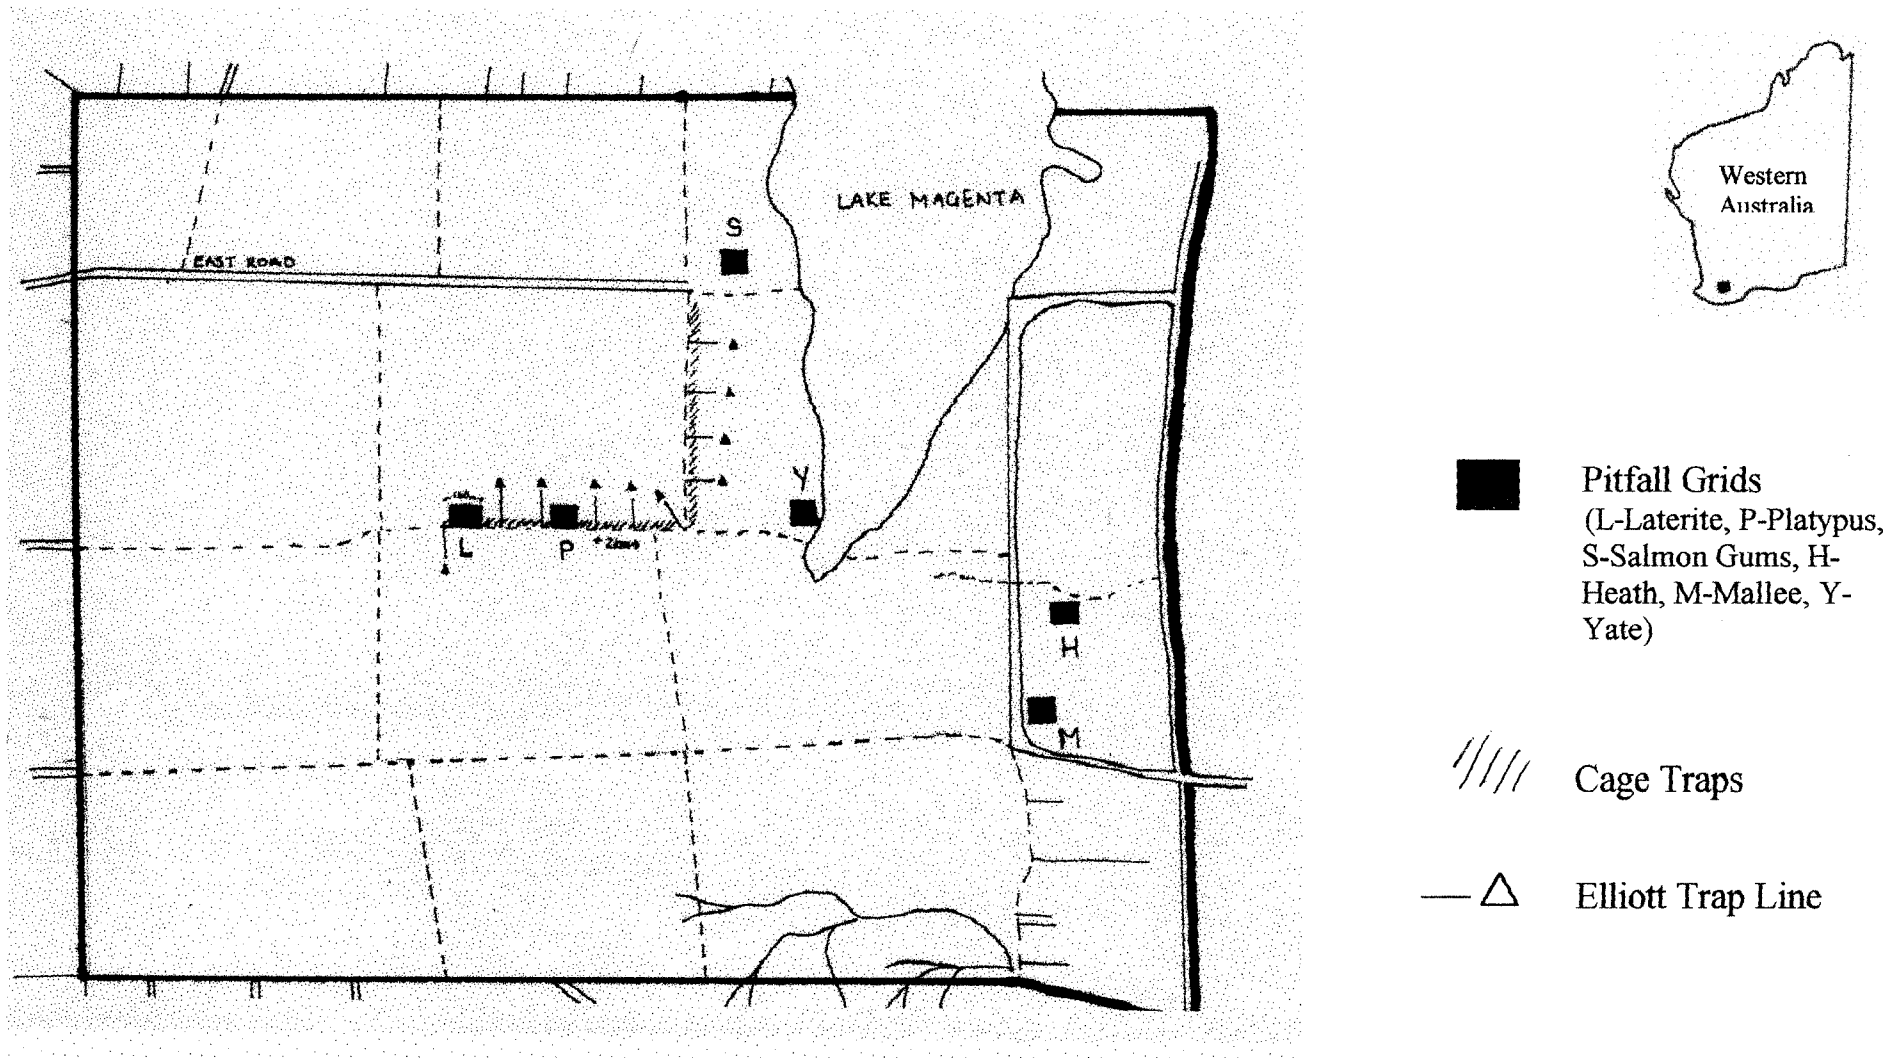 LAKE MAGENTA
S
EAST ROAD
Y
L
P
H
M
Western
Australia
Pitfall Grids
(L-Laterite, P-Platypus,
S-Salmon Gums, H-
Heath, M-Mallee, Y-
Yate)
Cage Traps
Elliott Trap Line